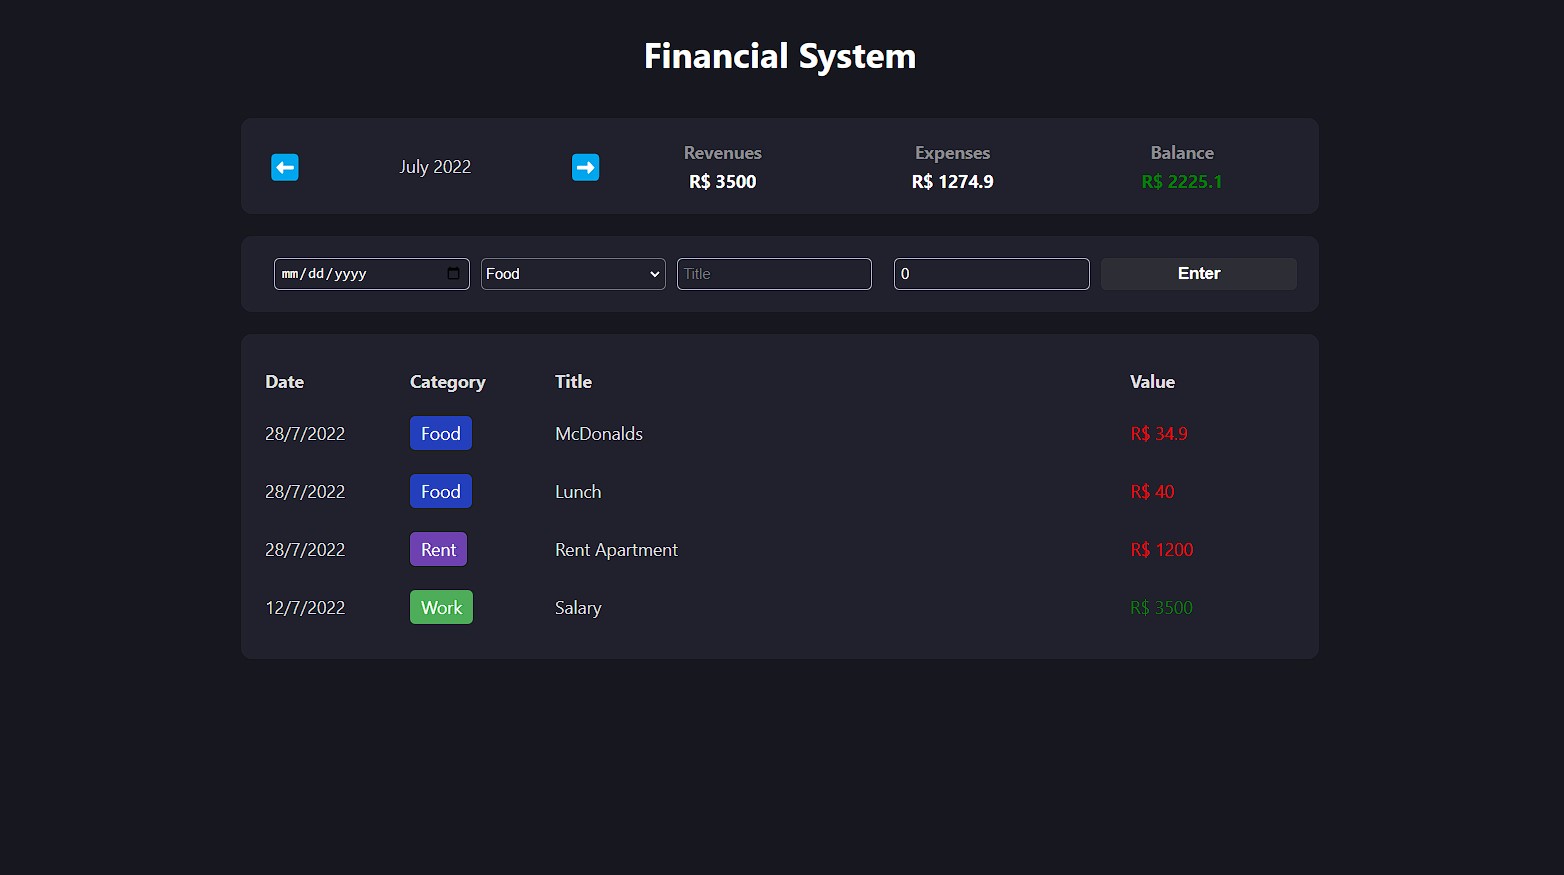 Financial System
July 2022
Revenues Expenses Balance
R$ 3500 R$ 1274.9 R$ 2225.1
mm/dd/yyyy Food Title 0 Enter
Date Category Title Value
28/7/2022 Food McDonalds R$ 34.9
28/7/2022 Food Lunch R$ 40
28/7/2022 Rent Rent Apartment R$ 1200
12/7/2022 Work Salary R$ 3500